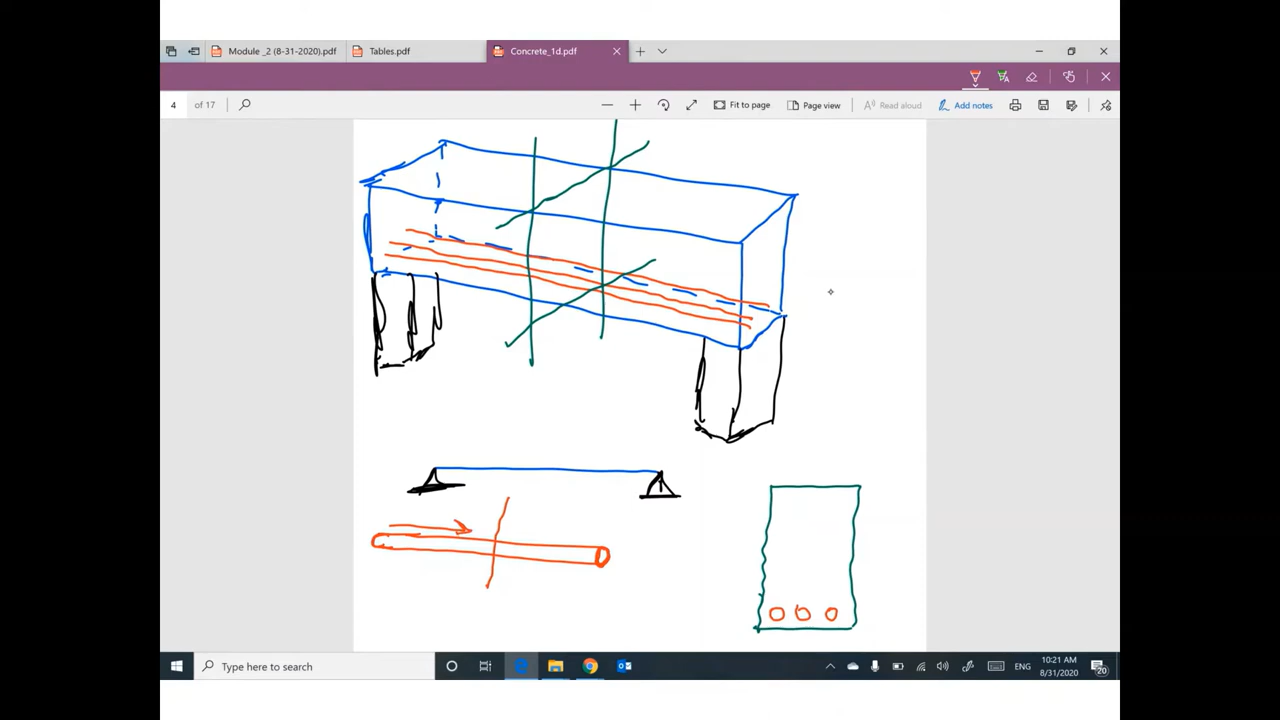 Module _2 (8-31-2020).pdf
Tables.pdf
Concrete_1d.pdf
4 of 17
Fit to page
Page view
Read aloud
Add notes
Type here to search
ENG
10:21 AM
8/31/2020
20